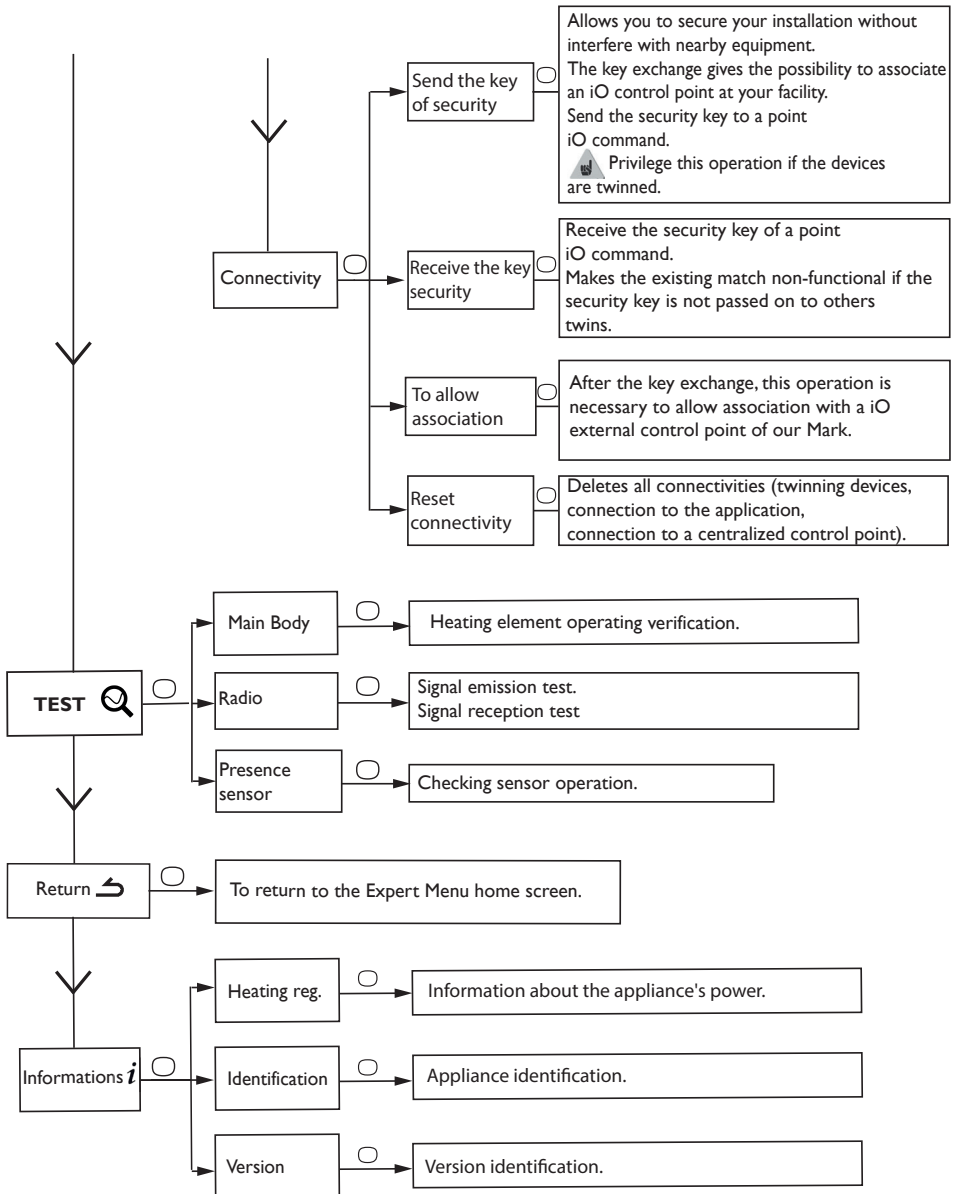 Send the key
of security
Allows you to secure your installation without
interfere with nearby equipment.
The key exchange gives the possibility to associate
an iO control point at your facility.
Send the security key to a point
iO command.
Privilege this operation if the devices
are twinned.
Connectivity
Receive the key
security
Receive the security key of a point
iO command.
Makes the existing match non-functional if the
security key is not passed on to others
twins.
To allow
association
After the key exchange, this operation is
necessary to allow association with a iO
external control point of our Mark.
Reset
connectivity
Deletes all connectivities (twinning devices,
connection to the application,
connection to a centralized control point).
TEST
Main Body
Heating element operating verification.
Radio
Signal emission test.
Signal reception test
Presence
sensor
Checking sensor operation.
Return
To return to the Expert Menu home screen.
Informations i
Heating reg.
Information about the appliance's power.
Identification
Appliance identification.
Version
Version identification.